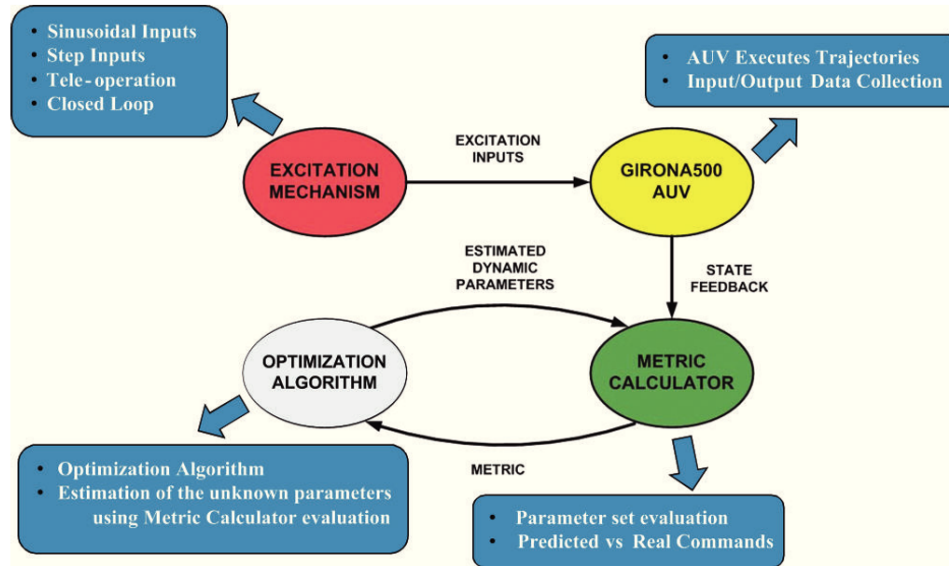 • Sinusoidal Inputs
• Step Inputs
• Tele-operation
• Closed Loop
• AUV Executes Trajectories
• Input/Output Data Collection
EXCITATION
MECHANISM
EXCITATION
INPUTS
GIRONA500
AUV
ESTIMATED
DYNAMIC
PARAMETERS
STATE
FEEDBACK
OPTIMIZATION
ALGORITHM
METRIC
CALCULATOR
METRIC
• Optimization Algorithm
• Estimation of the unknown parameters
using Metric Calculator evaluation
• Parameter set evaluation
• Predicted vs Real Commands